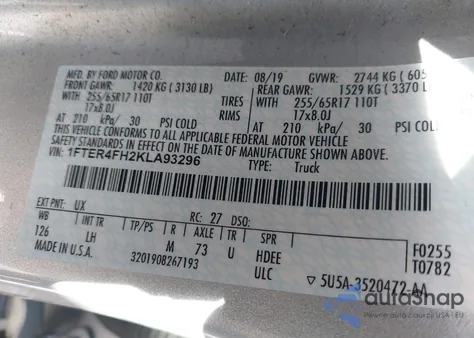 MFD. BY FORD MOTOR CO.
DATE: 08/19 GVWR: 2744 KG (605
FRONT GAWR: 1420 KG (3130 LB) REAR GAWR: 1529 KG (3370 LB
WITH 255/65R17 110T TIRES WITH 255/65R17 110T
17x8.0J RIMS 17x8.0J
AT 210 kPa/ 30 PSI COLD AT 210 kPa/ 30 PSI COLD
THIS VEHICLE CONFORMS TO ALL APPLICABLE FEDERAL MOTOR VEHICLE
SAFETY STANDARDS IN EFFECT ON THE DATE OF MANUFACTURE SHOWN ABOVE.
VIN: 1FTER4FH2KLA93296 TYPE: Truck
EXT PNT: UX RC: 27 DSO:
WB INT TR TP/PS R AXLE TR SPR
126 LH M 73 U HDEE
MADE IN U.S.A. 3201908267193 ULC
F0255
T0782
5U5A-3520472-AA
autoshap